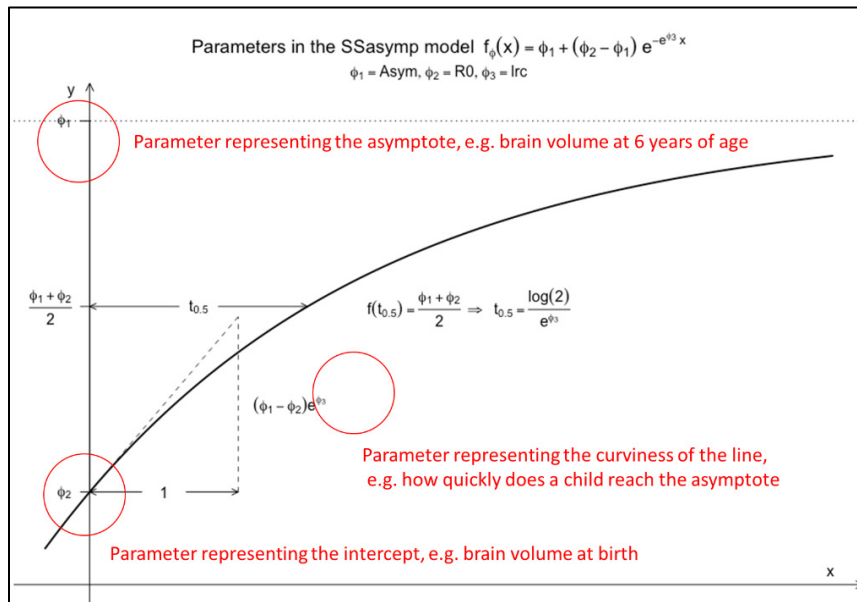 Parameters in the SSasymp model f_ϕ(x) = ϕ₁ + (ϕ₂ − ϕ₁) e^(−e^(ϕ₃) x)
ϕ₁ = Asym, ϕ₂ = R0, ϕ₃ = lrc
y
ϕ₁
Parameter representing the asymptote, e.g. brain volume at 6 years of age
(ϕ₁ + ϕ₂)/2
t₀.₅
f(t₀.₅) = (ϕ₁ + ϕ₂)/2 ⇒ t₀.₅ = log(2)/e^(ϕ₃)
(ϕ₁ − ϕ₂)e^(ϕ₃)
Parameter representing the curviness of the line,
e.g. how quickly does a child reach the asymptote
ϕ₂
1
Parameter representing the intercept, e.g. brain volume at birth
x